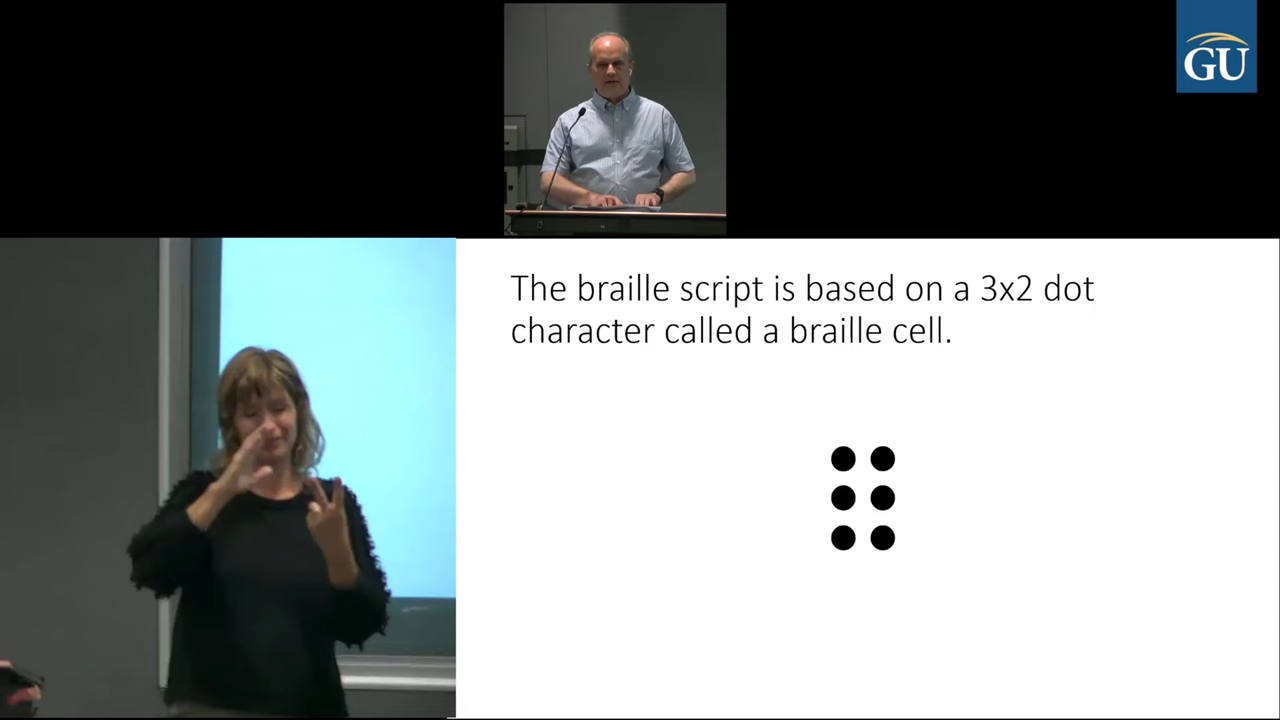 GU
The braille script is based on a 3x2 dot
character called a braille cell.